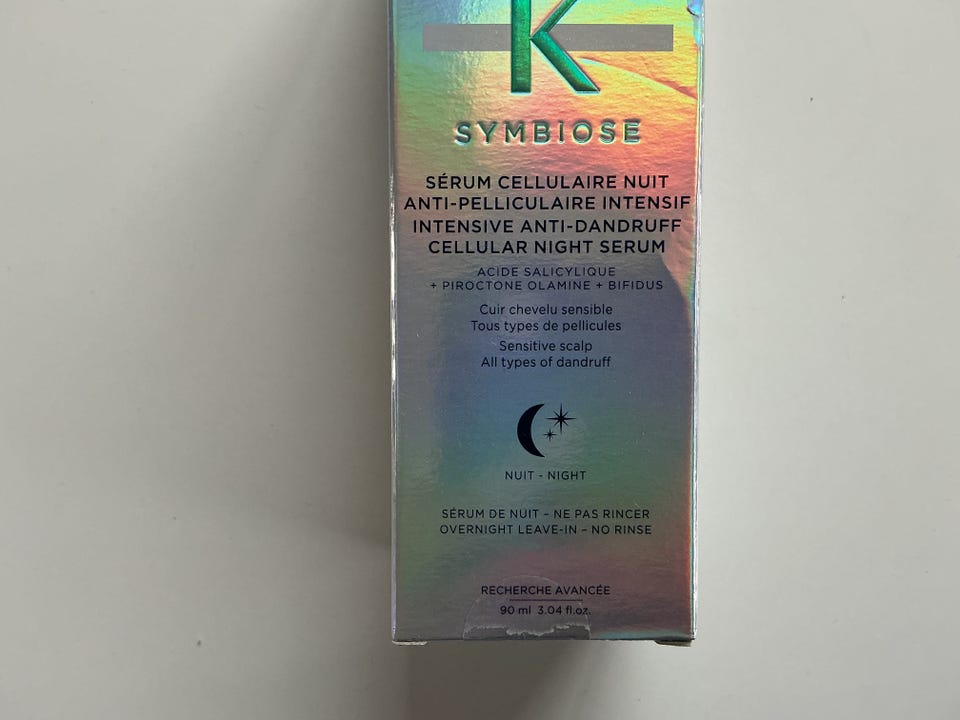 K
SYMBIOSE
SÉRUM CELLULAIRE NUIT
ANTI-PELLICULAIRE INTENSIF
INTENSIVE ANTI-DANDRUFF
CELLULAR NIGHT SERUM
ACIDE SALICYLIQUE
+ PIROCTONE OLAMINE + BIFIDUS
Cuir chevelu sensible
Tous types de pellicules
Sensitive scalp
All types of dandruff
NUIT - NIGHT
SÉRUM DE NUIT – NE PAS RINCER
OVERNIGHT LEAVE-IN – NO RINSE
RECHERCHE AVANCÉE
90 ml 3.04 fl.oz.